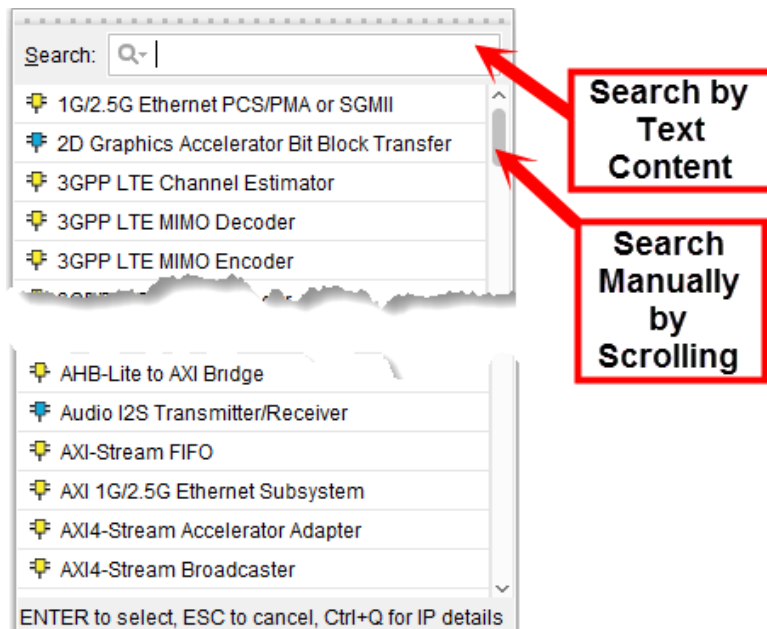 Search:
1G/2.5G Ethernet PCS/PMA or SGMII
2D Graphics Accelerator Bit Block Transfer
3GPP LTE Channel Estimator
3GPP LTE MIMO Decoder
3GPP LTE MIMO Encoder
AHB-Lite to AXI Bridge
Audio I2S Transmitter/Receiver
AXI-Stream FIFO
AXI 1G/2.5G Ethernet Subsystem
AXI4-Stream Accelerator Adapter
AXI4-Stream Broadcaster
ENTER to select, ESC to cancel, Ctrl+Q for IP details
Search by
Text
Content
Search
Manually
by
Scrolling